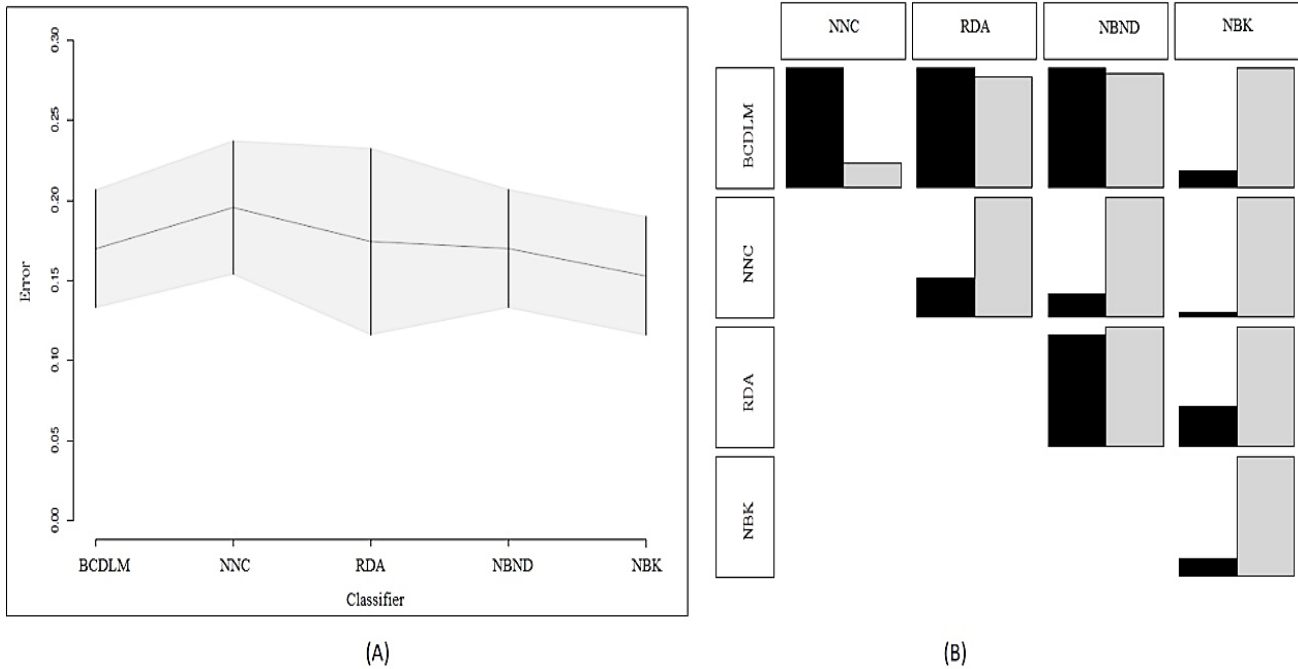 0.30
0.25
0.20
0.15
0.10
0.05
0.00
Error
BCDLM NNC RDA NBND NBK
Classifier
(A)
NNC RDA NBND NBK
BCDLM
NNC
RDA
NBK
(B)